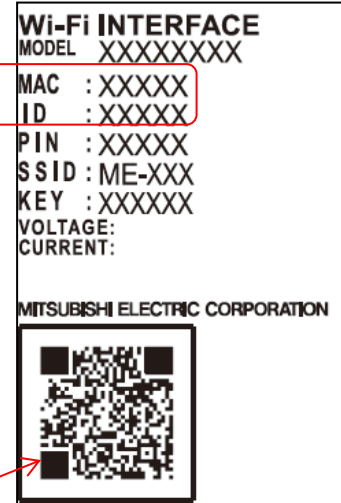 Wi-Fi INTERFACE
MODEL XXXXXXXX
MAC : XXXXX
ID : XXXXX
PIN : XXXXX
SSID : ME-XXX
KEY : XXXXXX
VOLTAGE:
CURRENT:
MITSUBISHI ELECTRIC CORPORATION